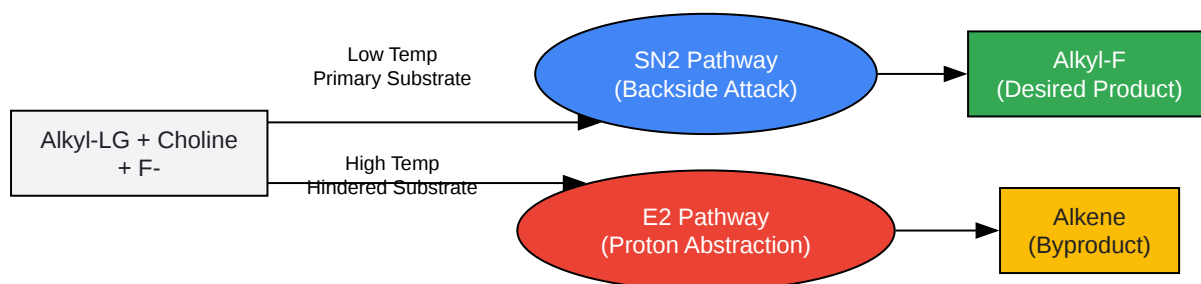 Alkyl-LG + Choline
+ F-
Low Temp
Primary Substrate
High Temp
Hindered Substrate
SN2 Pathway
(Backside Attack)
E2 Pathway
(Proton Abstraction)
Alkyl-F
(Desired Product)
Alkene
(Byproduct)